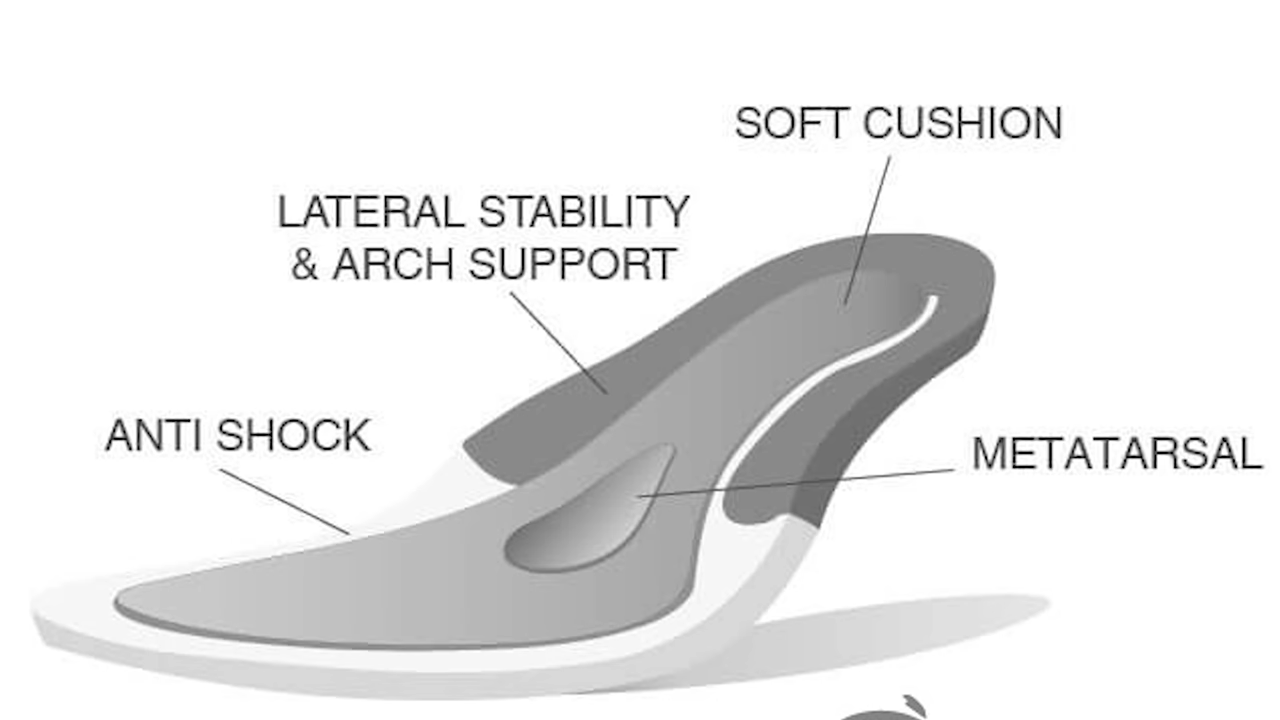 SOFT CUSHION
LATERAL STABILITY
& ARCH SUPPORT
ANTI SHOCK
METATARSAL